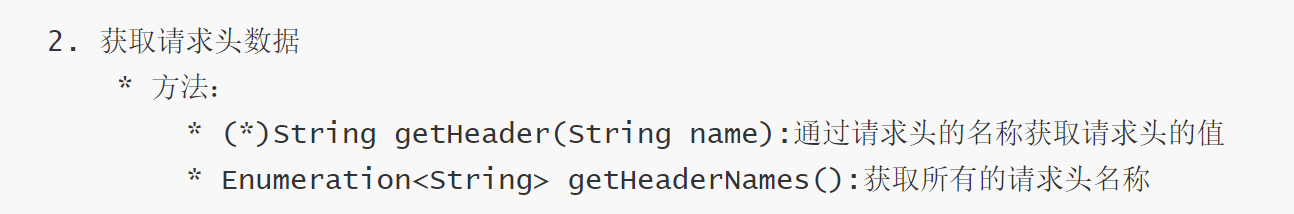 2. 获取请求头数据
* 方法：
* (*)String getHeader(String name):通过请求头的名称获取请求头的值
* Enumeration<String> getHeaderNames():获取所有的请求头名称